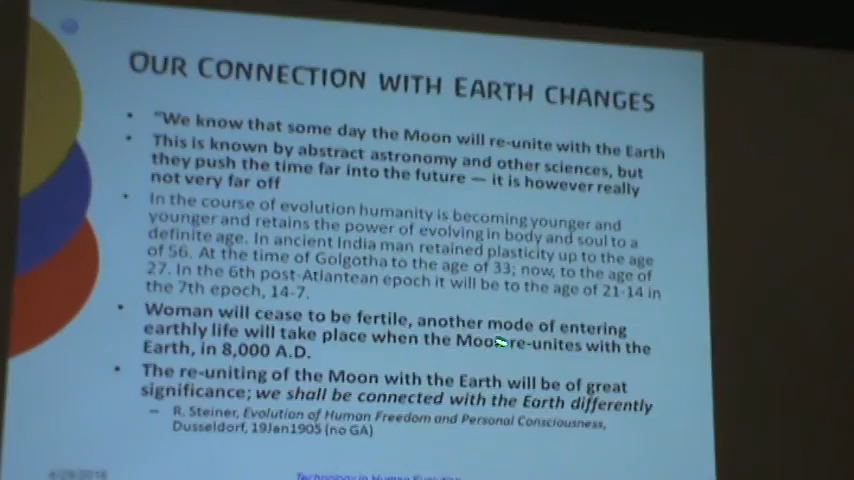 OUR CONNECTION WITH EARTH CHANGES
• "We know that some day the Moon will re-unite with the Earth
• This is known by abstract astronomy and other sciences, but
they push the time far into the future — it is however really
not very far off
• In the course of evolution humanity is becoming younger and
younger and retains the power of evolving in body and soul to a
definite age. In ancient India man retained plasticity up to the age
of 56. At the time of Golgotha to the age of 33; now, to the age of
27. In the 6th post-Atlantean epoch it will be to the age of 21-14 in
the 7th epoch, 14-7.
• Woman will cease to be fertile, another mode of entering
earthly life will take place when the Moon re-unites with the
Earth, in 8,000 A.D.
• The re-uniting of the Moon with the Earth will be of great
significance; we shall be connected with the Earth differently
– R. Steiner, Evolution of Human Freedom and Personal Consciousness,
Dusseldorf, 19Jan1905 (no GA)
Technology in Human Evolution